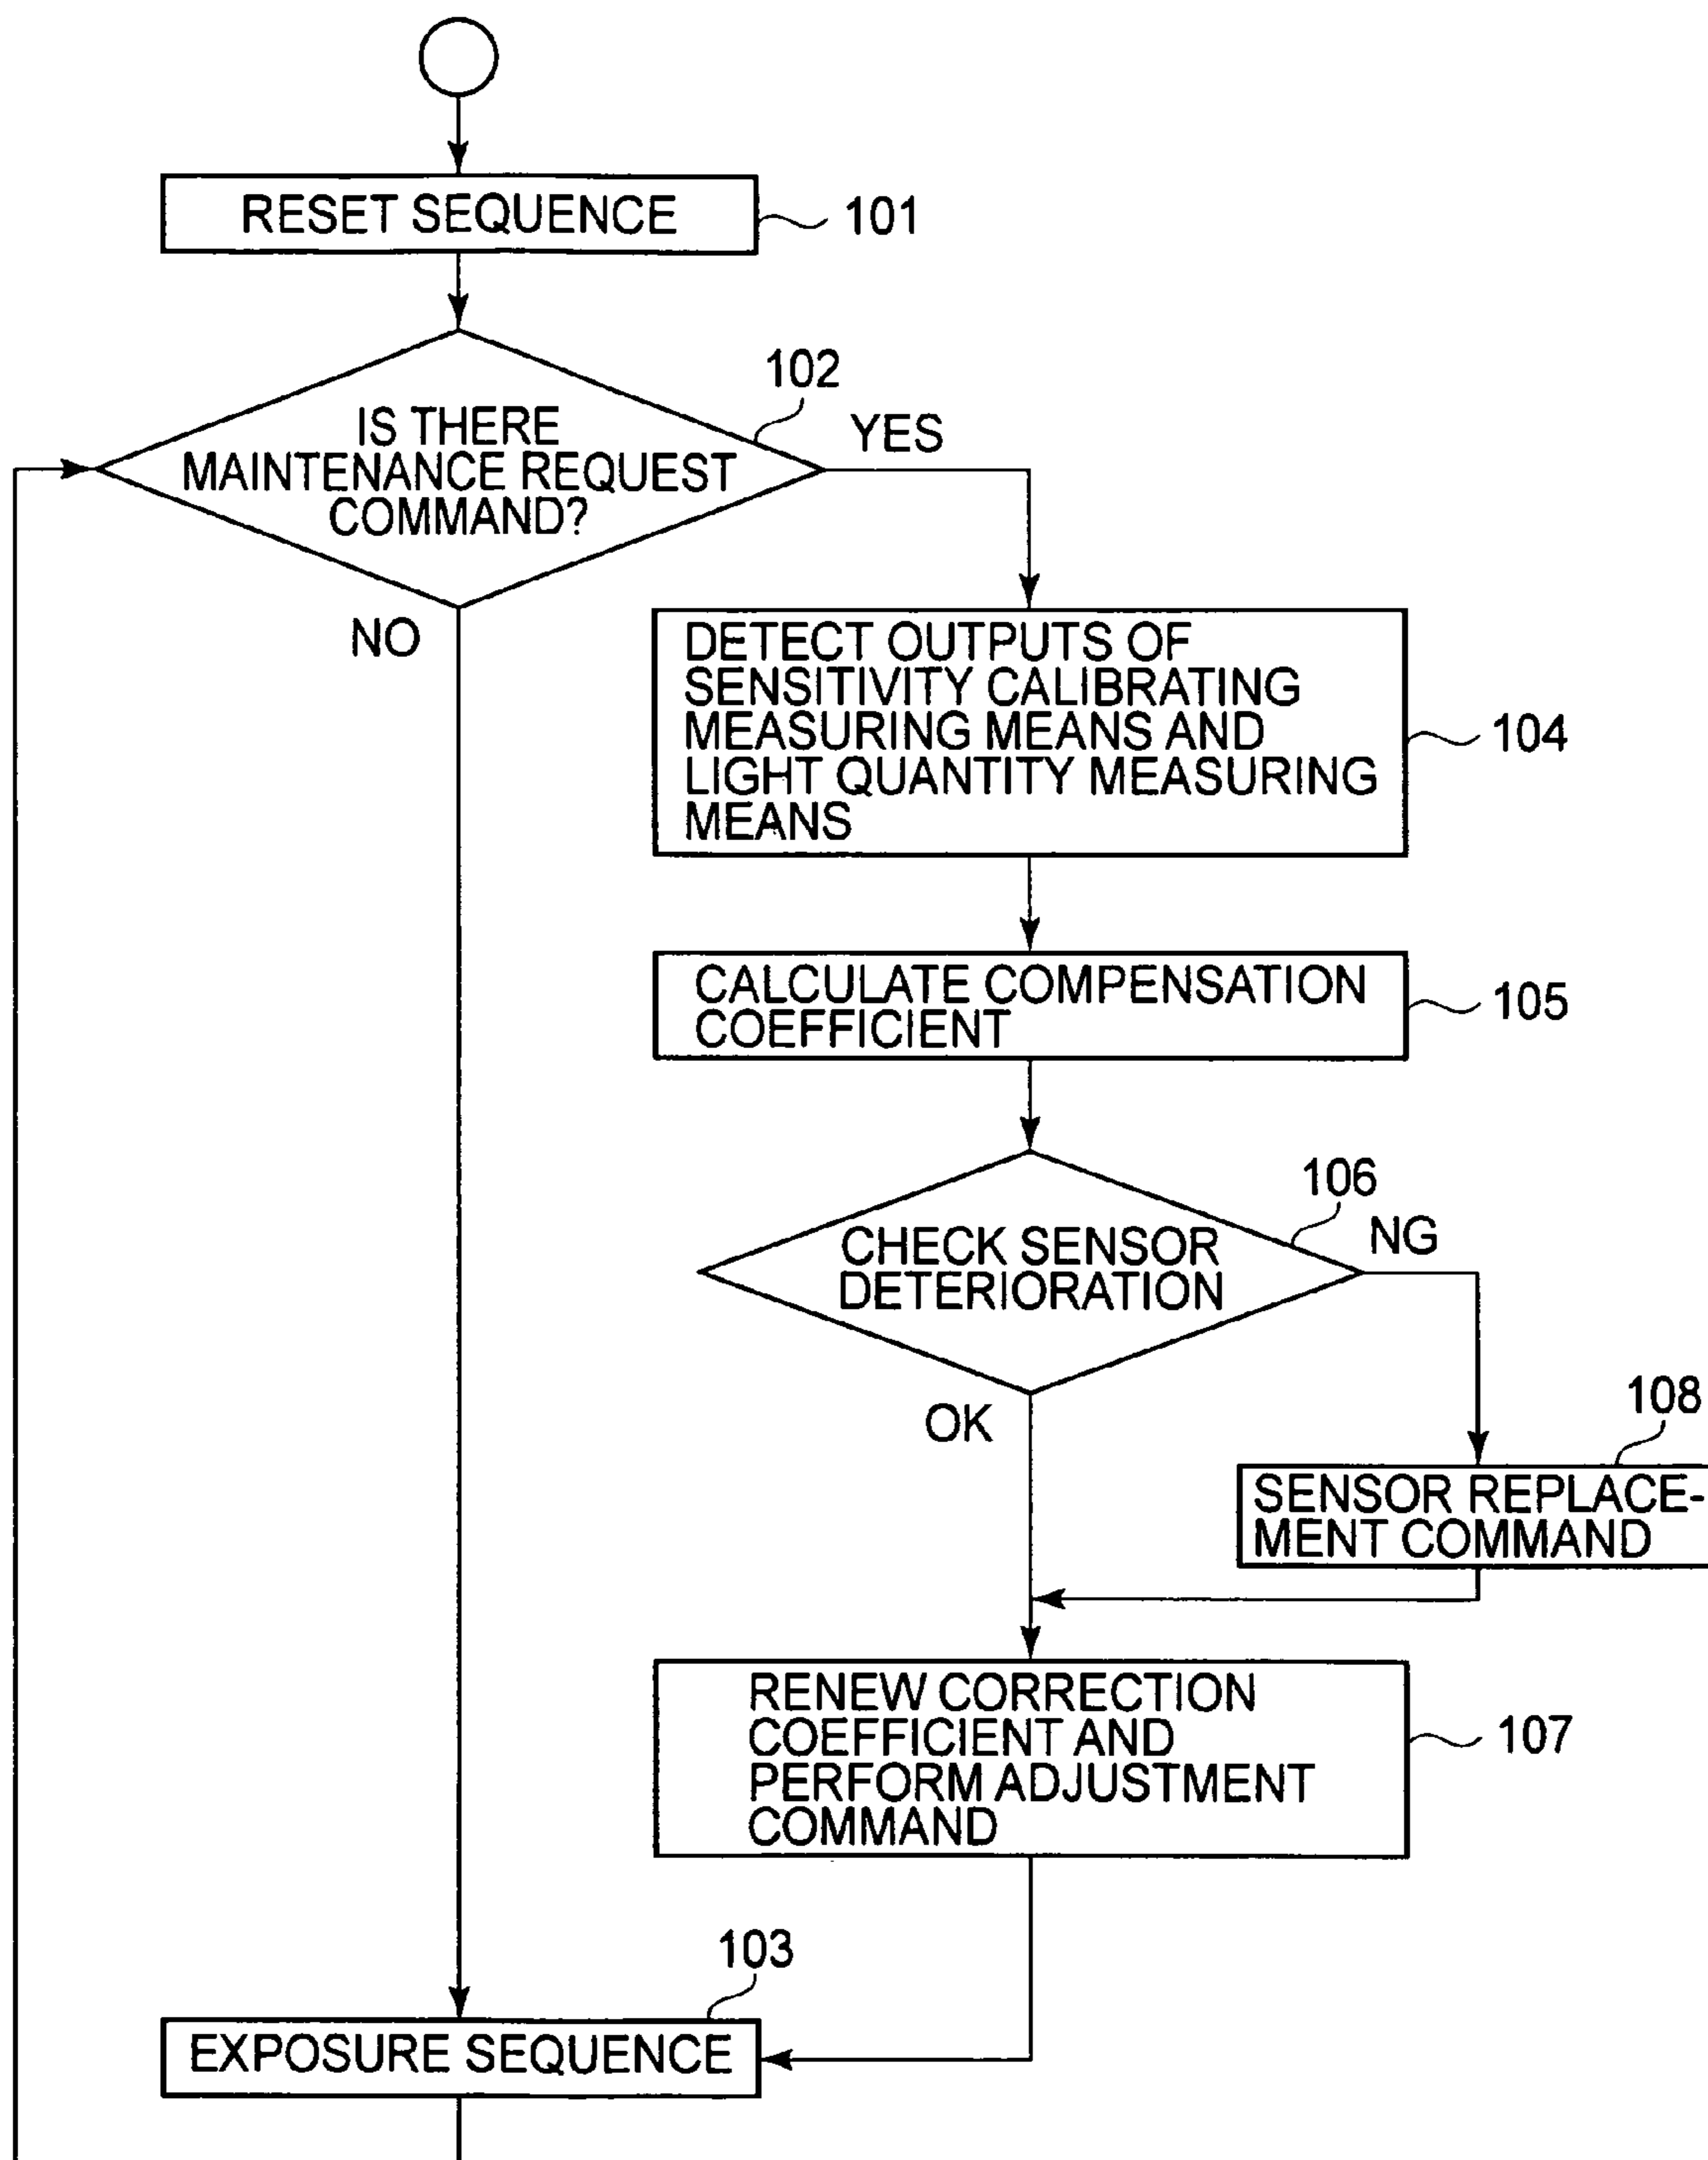 RESET SEQUENCE
101
102
IS THERE
MAINTENANCE REQUEST
COMMAND?
YES
NO
DETECT OUTPUTS OF
SENSITIVITY CALIBRATING
MEASURING MEANS AND
LIGHT QUANTITY MEASURING
MEANS
104
CALCULATE COMPENSATION
COEFFICIENT
105
106
CHECK SENSOR
DETERIORATION
NG
OK
108
SENSOR REPLACE-
MENT COMMAND
RENEW CORRECTION
COEFFICIENT AND
PERFORM ADJUSTMENT
COMMAND
107
103
EXPOSURE SEQUENCE